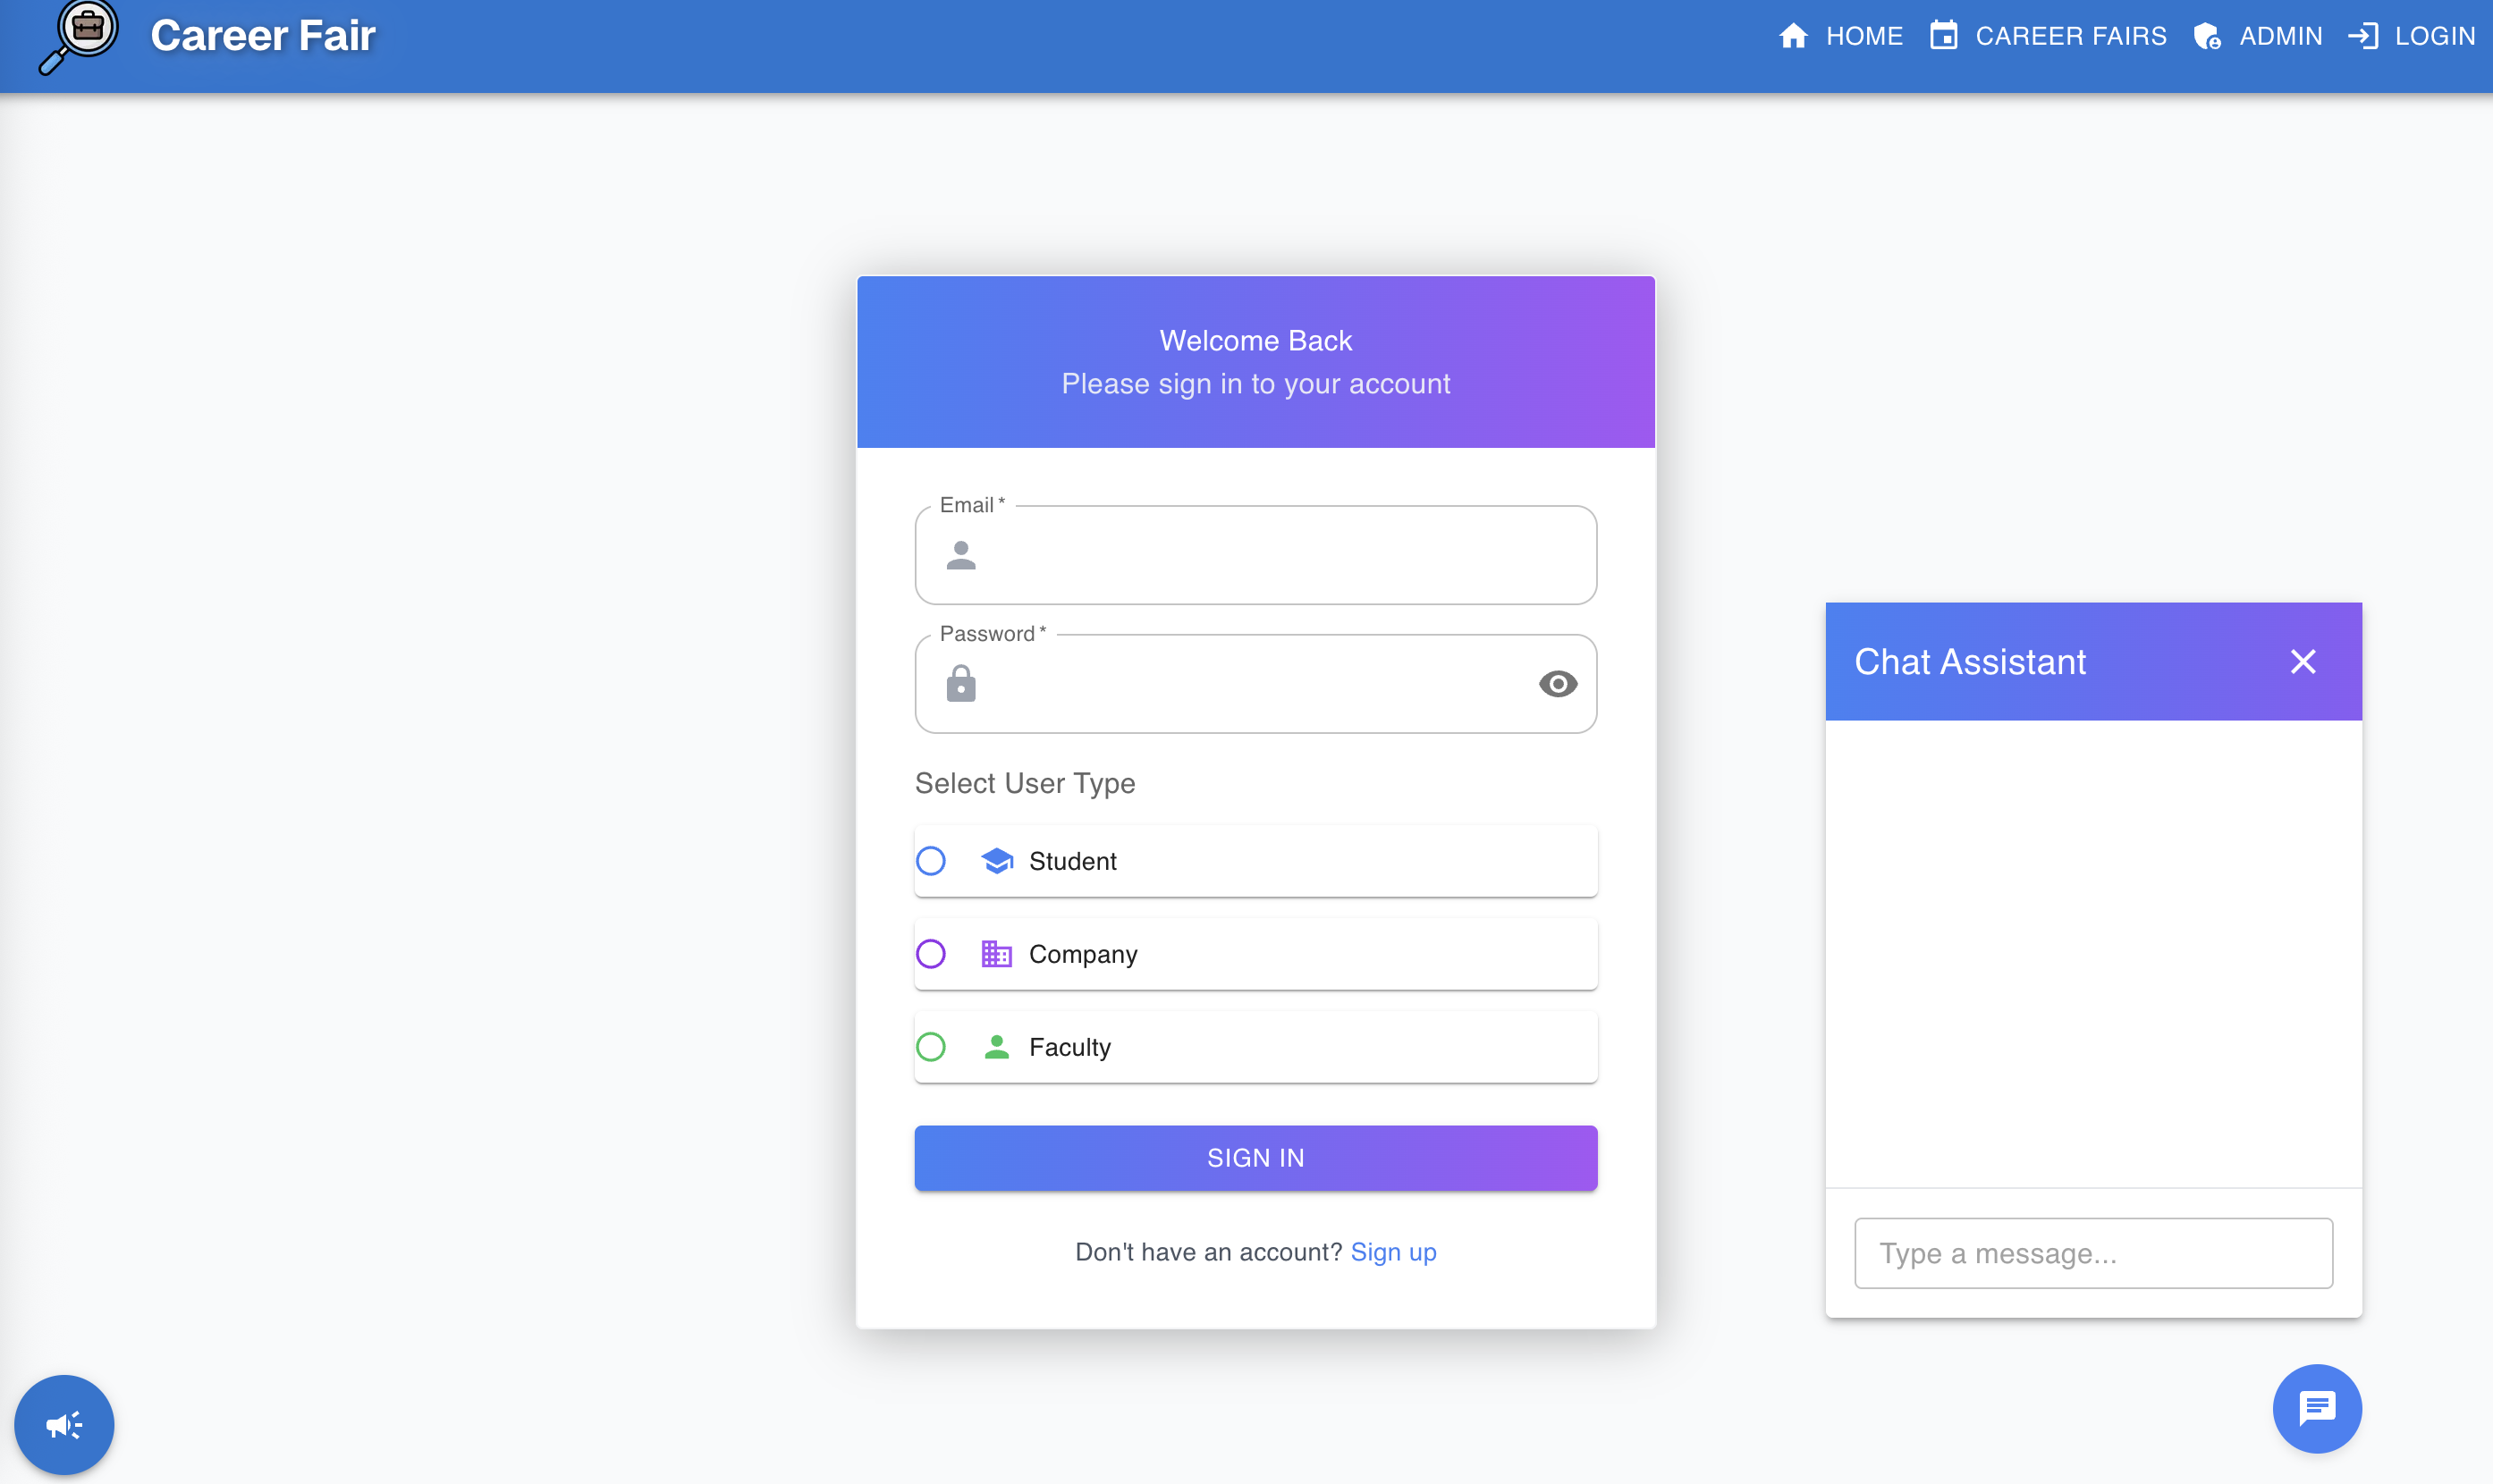 Career Fair
HOME
CAREER FAIRS
ADMIN
LOGIN
Welcome Back
Please sign in to your account
Email *
Password *
Select User Type
Student
Company
Faculty
SIGN IN
Don't have an account? Sign up
Chat Assistant
Type a message...